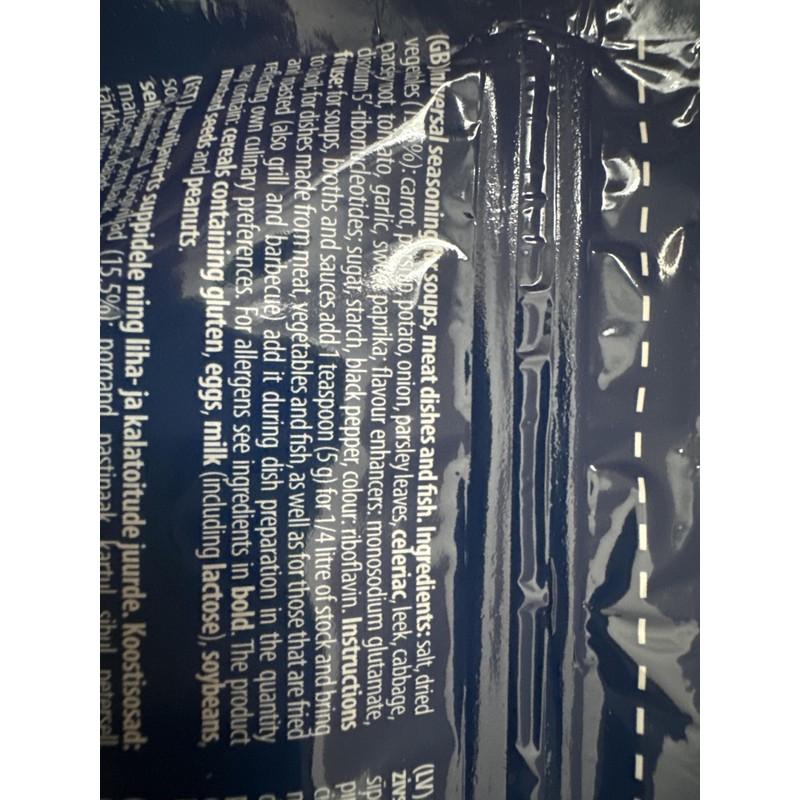 (GB) Universal seasoning for soups, meat dishes and fish. Ingredients: salt, dried
vegetables ( %): carrot, potato, onion, parsley leaves, celeriac, leek, cabbage,
parsley root, tomato, garlic, sweet paprika; flavour enhancers: monosodium glutamate,
disodium 5' ribonucleotides; sugar, starch, black pepper, colour: riboflavin. Instructions
for use: for soups, broths and sauces add 1 teaspoon (5 g) for 1/4 litre of stock and bring
to boil; for dishes made from meat, vegetables and fish, as well as for those that are fried
and baked (also grill and barbecue) add it during dish preparation in the quantity
reflecting own culinary preferences. For allergens see ingredients in bold. The product
may contain cereals containing gluten, eggs, milk (including lactose), soybeans,
mustard, seeds and peanuts.
(EST) suppidele ning liha- ja kalatoitude juurde. Koostisosad:
(15,5%): porgand, pastinaak, kartul, sibul, petersell
(LV)